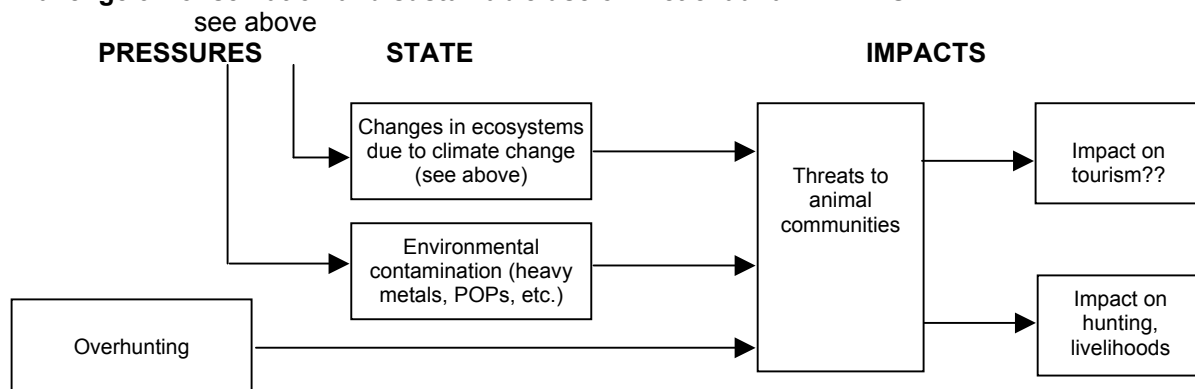 see above
PRESSURES STATE IMPACTS
Changes in ecosystems
due to climate change
(see above)
Environmental
contamination (heavy
metals, POPs, etc.)
Overhunting
Threats to
animal
communities
Impact on
tourism??
Impact on
hunting,
livelihoods